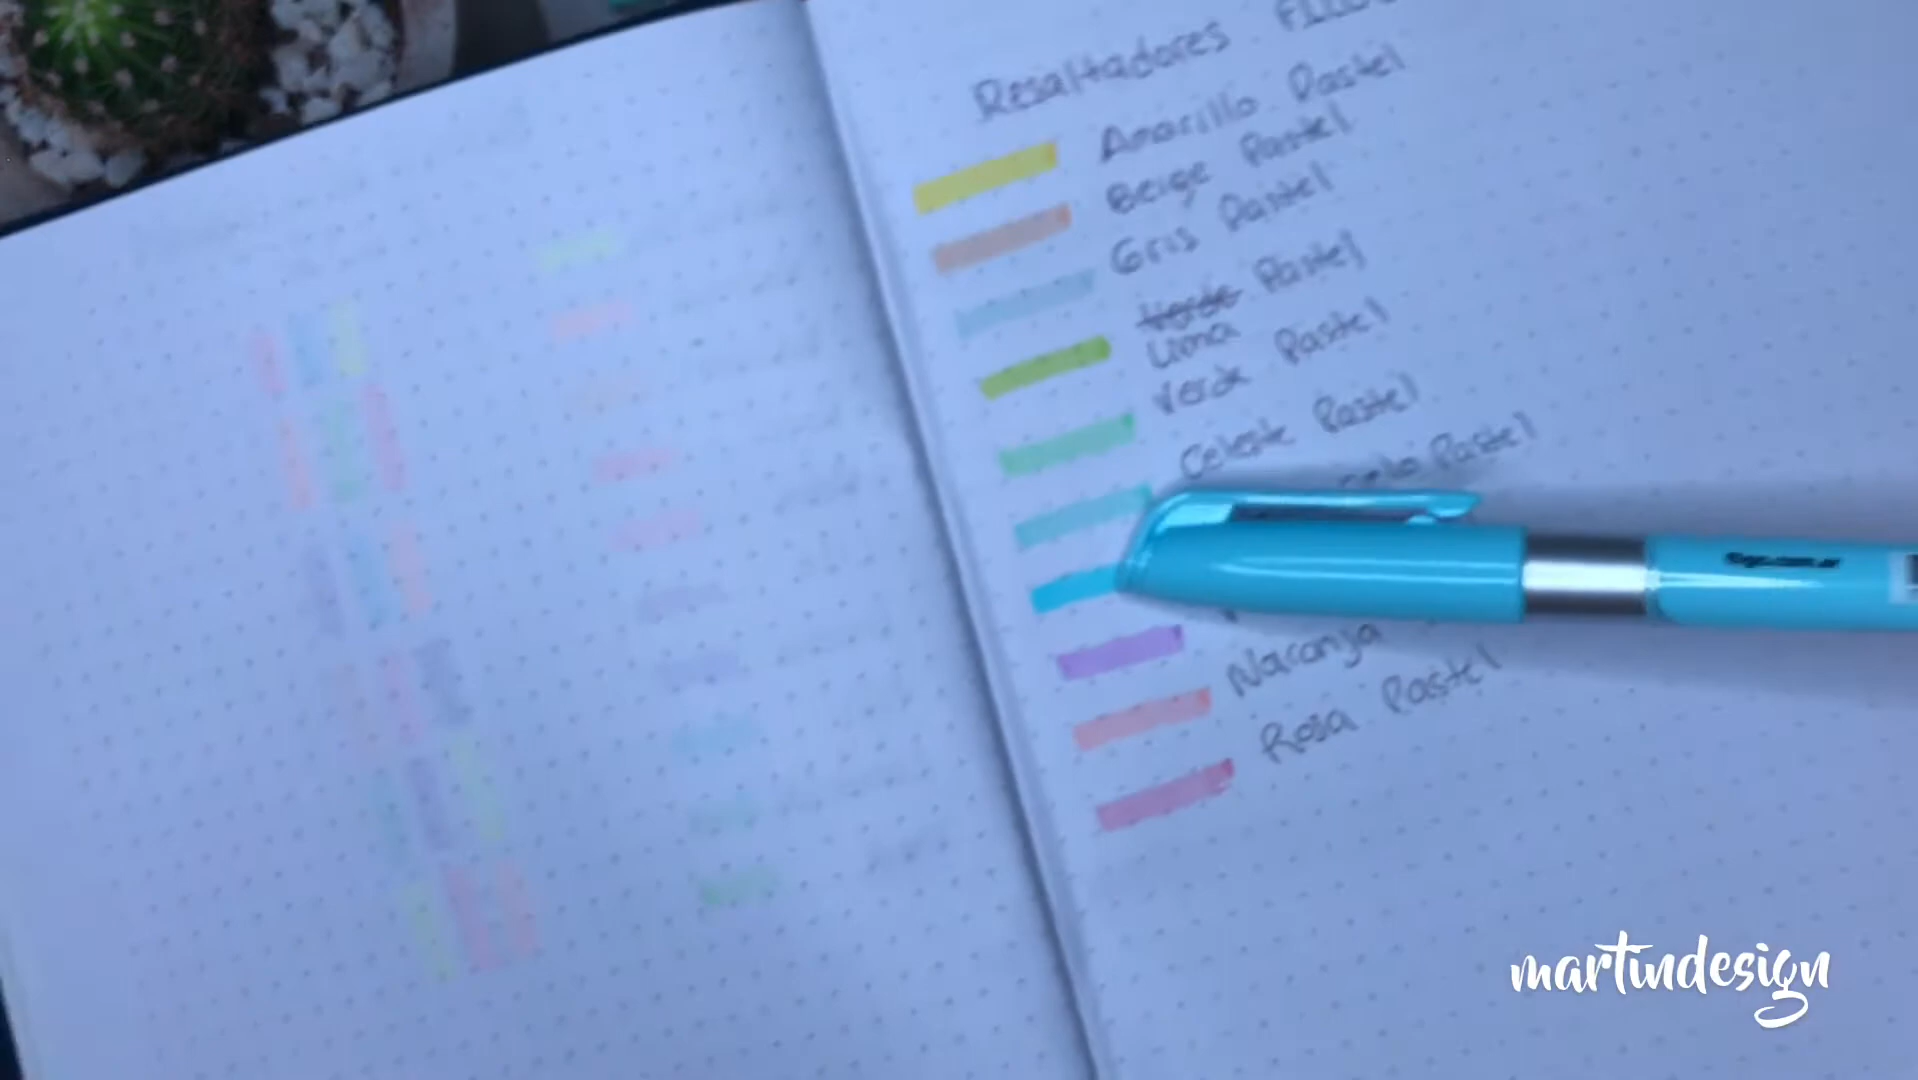 Resaltadores
Amarillo Pastel
Beige Pastel
Gris Pastel
Verde Pastel
Lima
Verde Pastel
Celeste Pastel
Pastel
Naranja
Rosa Pastel
martindesign